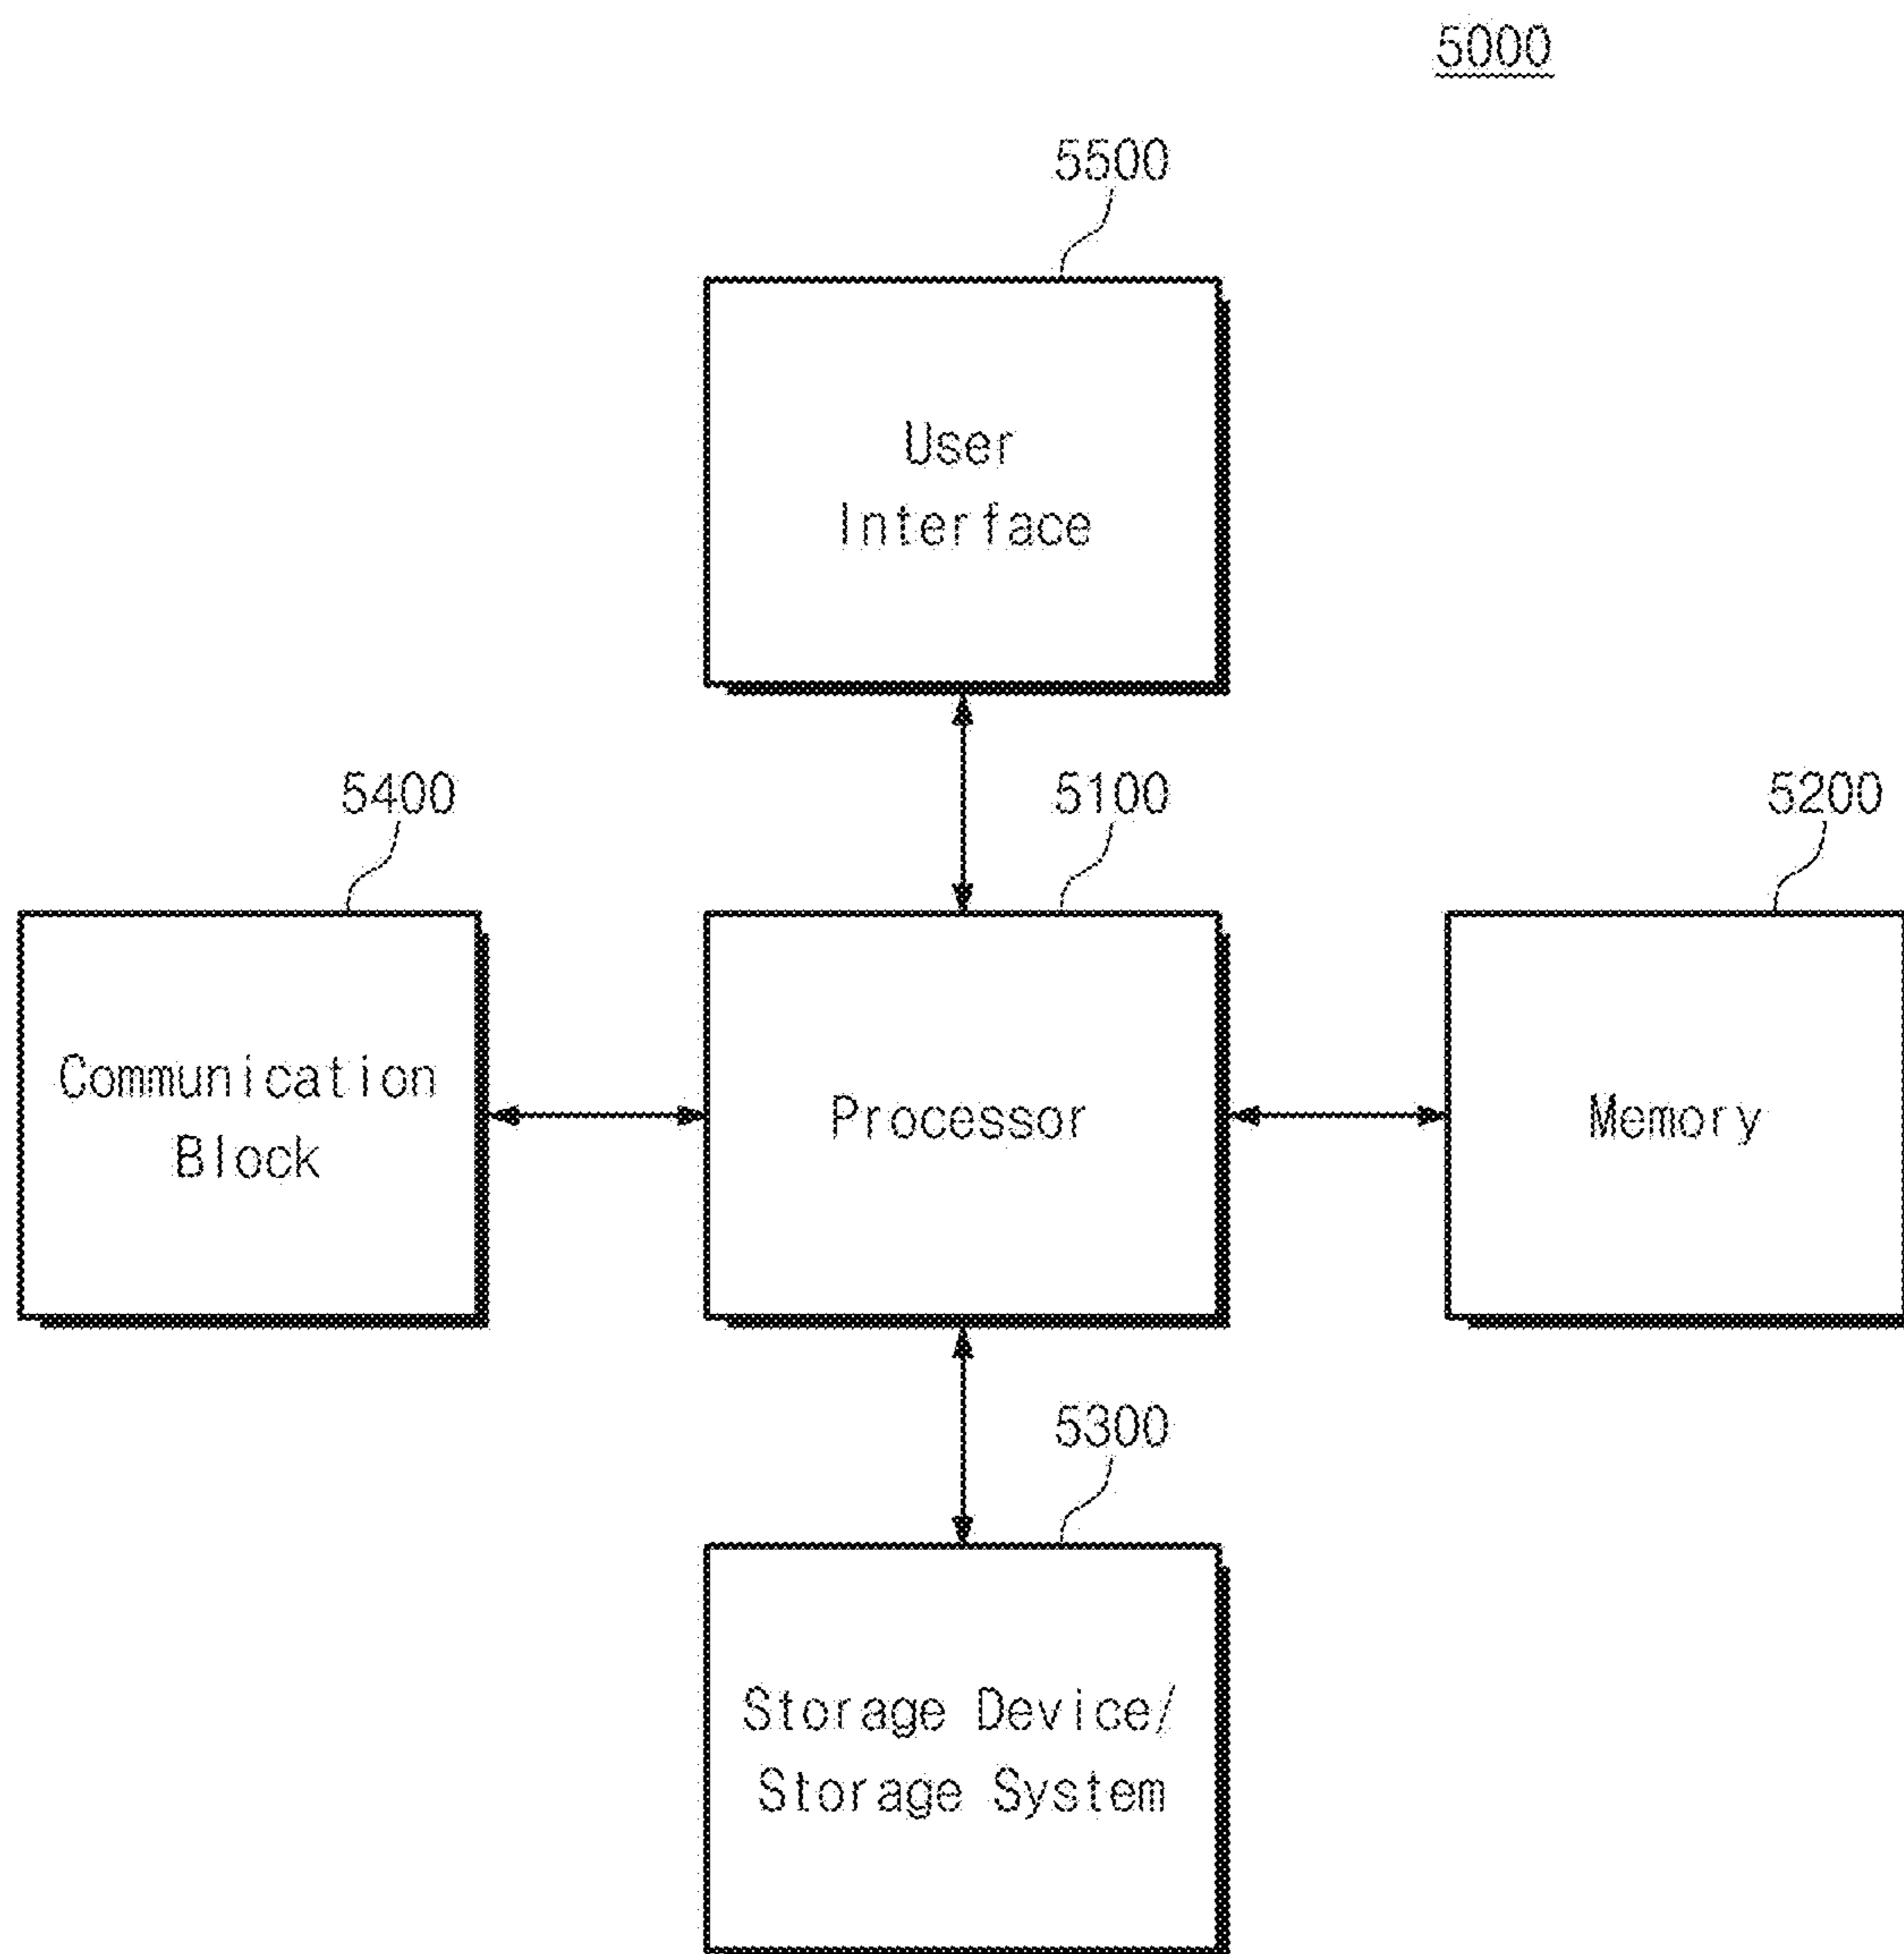 5000
5500
User
Interface
5400
5100
5200
Communication
Block
Processor
Memory
5300
Storage Device/
Storage System